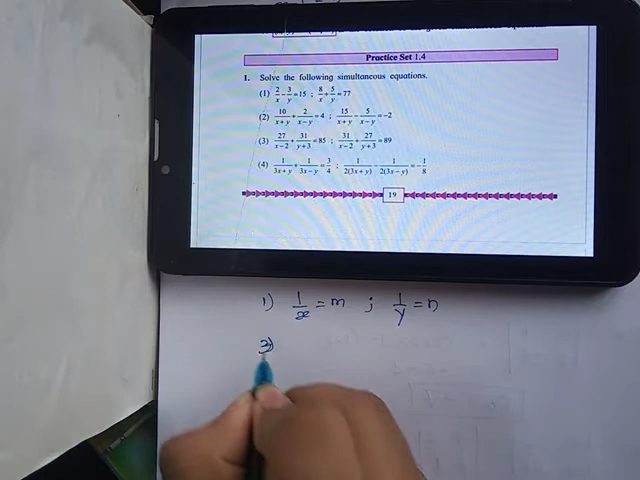 Practice Set 1.4
1. Solve the following simultaneous equations.
(1) 2/x - 3/y = 15 ; 8/x + 5/y = 77
(2) 10/(x+y) + 2/(x-y) = 4 ; 15/(x+y) - 5/(x-y) = -2
(3) 27/(x-2) + 31/(y+3) = 85 ; 31/(x-2) + 27/(y+3) = 89
(4) 1/(3x+y) + 1/(3x-y) = 3/4 ; 1/2(3x+y) - 1/2(3x-y) = -1/8
19
1) 1/x = m ; 1/y = n